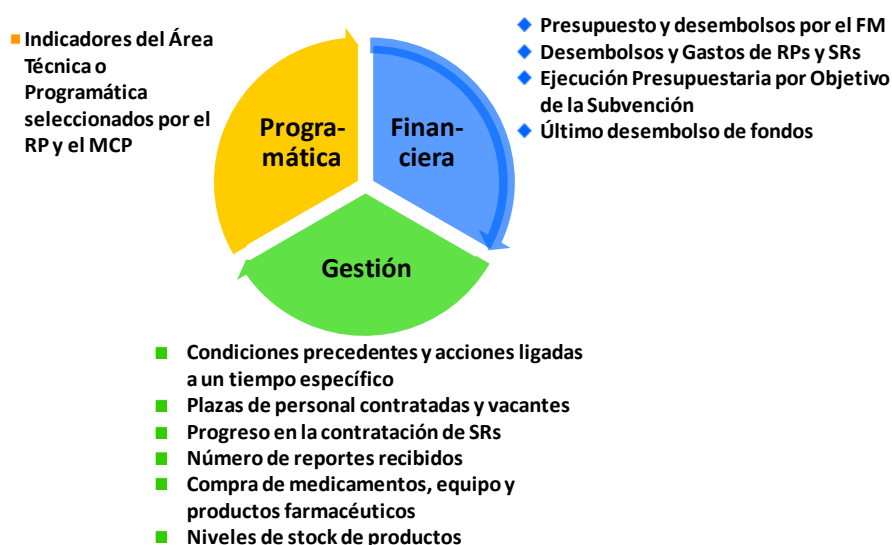 Indicadores del Área
Técnica o
Programática
seleccionados por el
RP y el MCP
Progra-
mática
Finan-
ciera
Gestión
Presupuesto y desembolsos por el FM
Desembolsos y Gastos de RPs y SRs
Ejecución Presupuestaria por Objetivo
de la Subvención
Último desembolso de fondos
Condiciones precedentes y acciones ligadas
a un tiempo específico
Plazas de personal contratadas y vacantes
Progreso en la contratación de SRs
Número de reportes recibidos
Compra de medicamentos, equipo y
productos farmacéuticos
Niveles de stock de productos